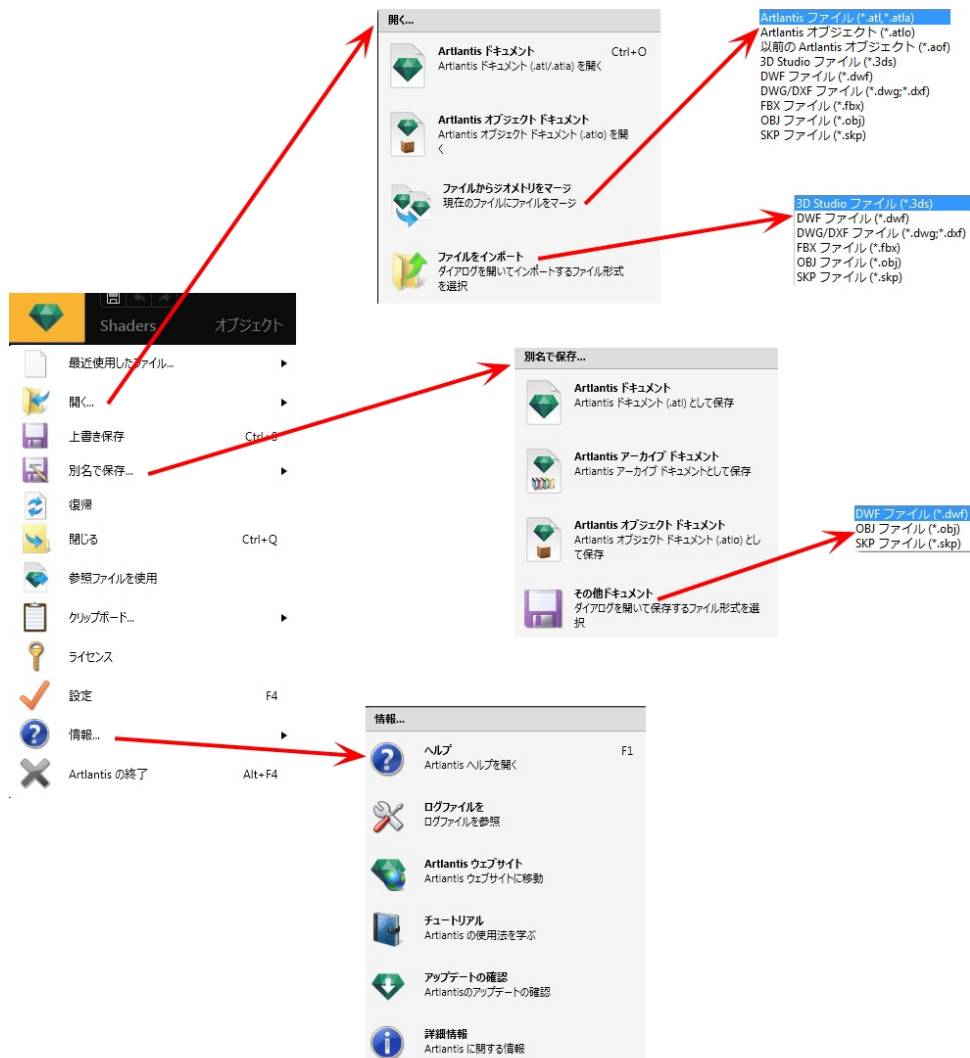 開く...
Artlantis ドキュメント Ctrl+O
Artlantis ドキュメント (.atl/.atla) を開く
Artlantis オブジェクト ドキュメント
Artlantis オブジェクト ドキュメント (.atlo) を開
く
ファイルからジオメトリをマージ
現在のファイルにファイルをマージ
ファイルをインポート
ダイアログを開いてインポートするファイル形式
を選択
Artlantis ファイル (*.atl,*.atla)
Artlantis オブジェクト (*.atlo)
以前の Artlantis オブジェクト (*.aof)
3D Studio ファイル (*.3ds)
DWF ファイル (*.dwf)
DWG/DXF ファイル (*.dwg;*.dxf)
FBX ファイル (*.fbx)
OBJ ファイル (*.obj)
SKP ファイル (*.skp)
3D Studio ファイル (*.3ds)
DWF ファイル (*.dwf)
DWG/DXF ファイル (*.dwg;*.dxf)
FBX ファイル (*.fbx)
OBJ ファイル (*.obj)
SKP ファイル (*.skp)
Shaders オブジェクト
最近使用したファイル...
開く...
上書き保存 Ctrl+S
別名で保存...
復帰
閉じる Ctrl+Q
参照ファイルを使用
クリップボード...
ライセンス
設定 F4
情報...
Artlantis の終了 Alt+F4
別名で保存...
Artlantis ドキュメント
Artlantis ドキュメント (.atl) として保存
Artlantis アーカイブ ドキュメント
Artlantis アーカイブ ドキュメントとして保存
Artlantis オブジェクト ドキュメント
Artlantis オブジェクト ドキュメント (.atlo) とし
て保存
その他ドキュメント
ダイアログを開いて保存するファイル形式を選
択
DWF ファイル (*.dwf)
OBJ ファイル (*.obj)
SKP ファイル (*.skp)
情報...
ヘルプ F1
Artlantis ヘルプを開く
ログファイルを
ログファイルを参照
Artlantis ウェブサイト
Artlantis ウェブサイトに移動
チュートリアル
Artlantis の使用法を学ぶ
アップデートの確認
Artlantisのアップデートの確認
詳細情報
Artlantis に関する情報